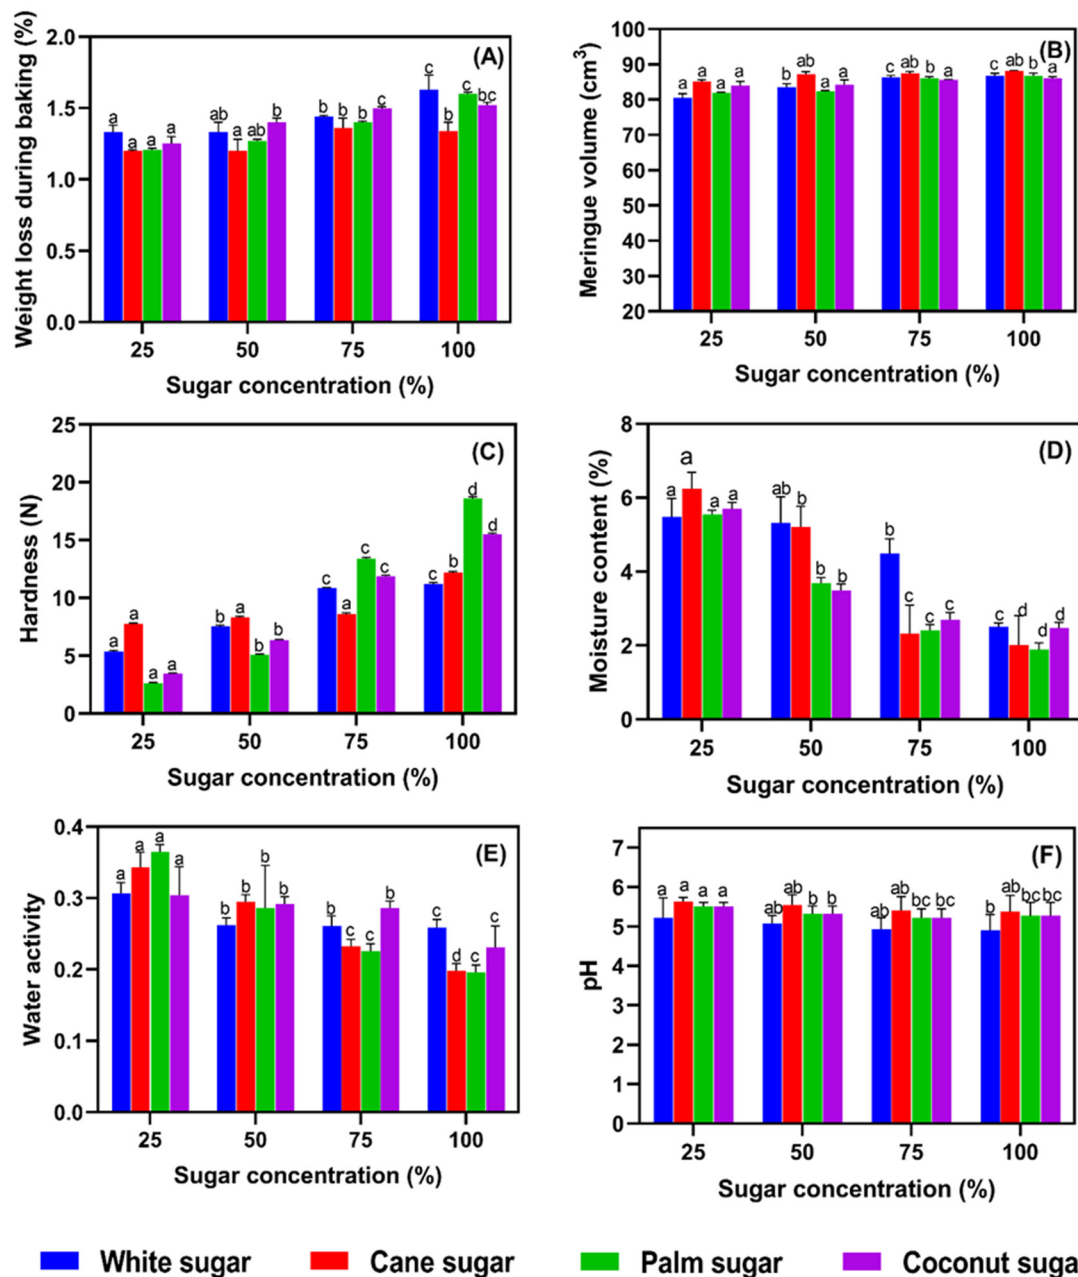 Weight loss during baking (%)
2.0
1.5
1.0
0.5
0.0
(A)
a a a a
ab a ab b
b b b c
c b c bc
25 50 75 100
Sugar concentration (%)
Meringue volume (cm³)
100
90
80
70
60
50
40
30
20
(B)
a a a a
b ab a a
c ab b a
c ab b a
25 50 75 100
Sugar concentration (%)
Hardness (N)
25
20
15
10
5
0
(C)
a a a a
b a b b
c a c c
c b d d
25 50 75 100
Sugar concentration (%)
Moisture content (%)
8
6
4
2
0
(D)
a a a a
ab b b b
b c c c
c d d d
25 50 75 100
Sugar concentration (%)
Water activity
0.4
0.3
0.2
0.1
0.0
(E)
a a a a
b b b b
b c c b
c d c c
25 50 75 100
Sugar concentration (%)
pH
7
6
5
4
3
2
1
0
(F)
a a a a
ab ab b b
ab ab bc bc
b ab bc bc
25 50 75 100
Sugar concentration (%)
White sugar Cane sugar Palm sugar Coconut suga